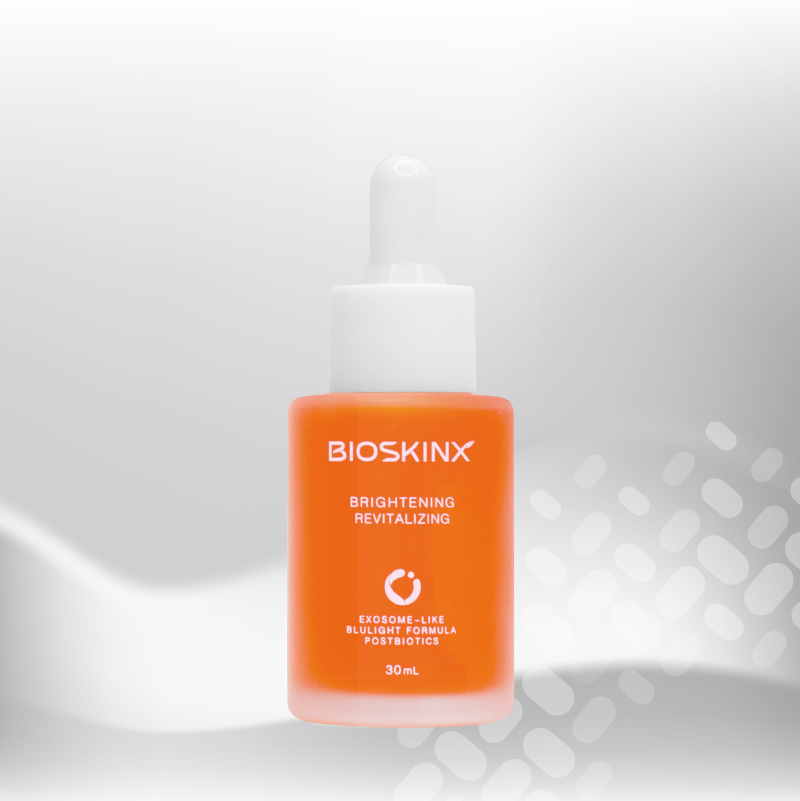 BIOSKINX
BRIGHTENING
REVITALIZING
EXOSOME-LIKE
BLULIGHT FORMULA
POSTBIOTICS
30mL